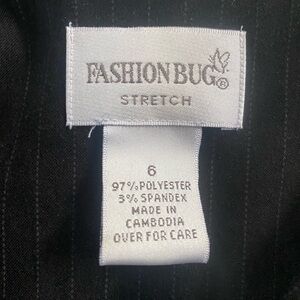 FASHION BUG®
STRETCH
6
97% POLYESTER
3% SPANDEX
MADE IN
CAMBODIA
OVER FOR CARE